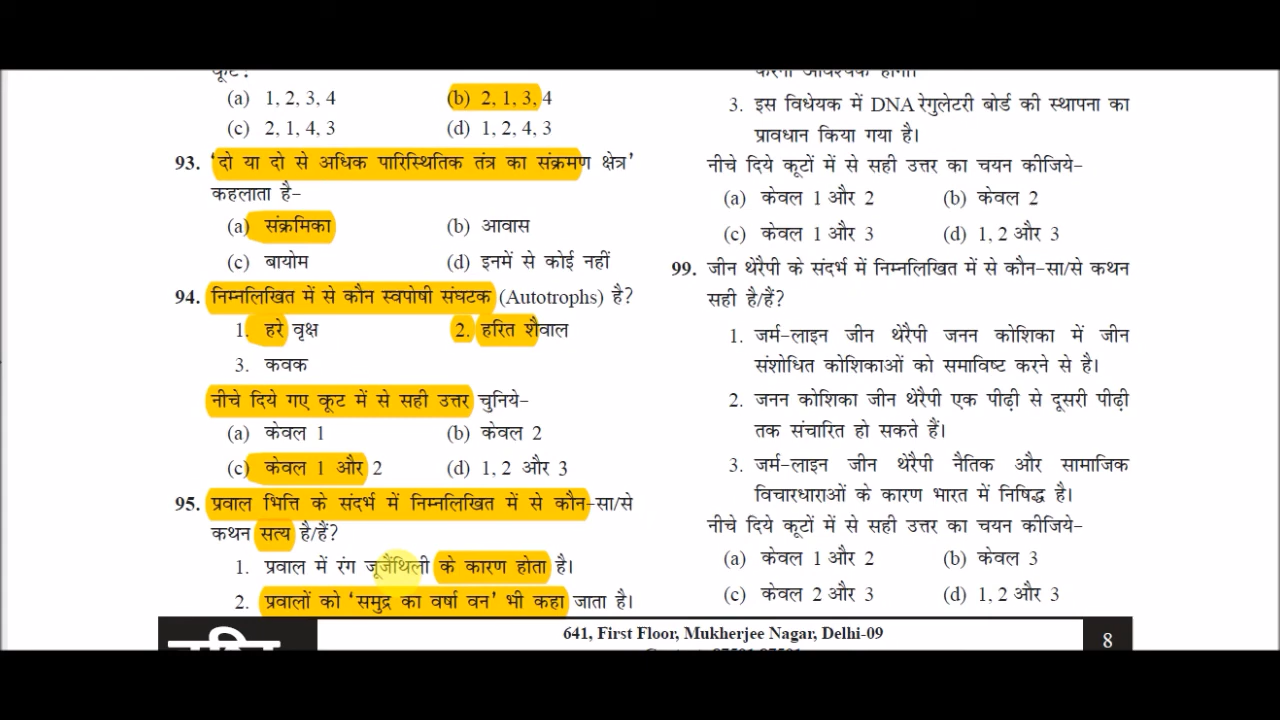 कूट:
(a) 1, 2, 3, 4 (b) 2, 1, 3, 4
(c) 2, 1, 4, 3 (d) 1, 2, 4, 3
93. 'दो या दो से अधिक पारिस्थितिक तंत्र का संक्रमण क्षेत्र'
कहलाता है-
(a) संक्रमिका (b) आवास
(c) बायोम (d) इनमें से कोई नहीं
94. निम्नलिखित में से कौन स्वपोषी संघटक (Autotrophs) है?
1. हरे वृक्ष 2. हरित शैवाल
3. कवक
नीचे दिये गए कूट में से सही उत्तर चुनिये-
(a) केवल 1 (b) केवल 2
(c) केवल 1 और 2 (d) 1, 2 और 3
95. प्रवाल भित्ति के संदर्भ में निम्नलिखित में से कौन-सा/से
कथन सत्य है/हैं?
1. प्रवाल में रंग जूजैंथिली के कारण होता है।
2. प्रवालों को 'समुद्र का वर्षा वन' भी कहा जाता है।
करना आवश्यक होगा।
3. इस विधेयक में DNA रेगुलेटरी बोर्ड की स्थापना का
प्रावधान किया गया है।
नीचे दिये कूटों में से सही उत्तर का चयन कीजिये-
(a) केवल 1 और 2 (b) केवल 2
(c) केवल 1 और 3 (d) 1, 2 और 3
99. जीन थेरैपी के संदर्भ में निम्नलिखित में से कौन-सा/से कथन
सही है/हैं?
1. जर्म-लाइन जीन थेरैपी जनन कोशिका में जीन
संशोधित कोशिकाओं को समाविष्ट करने से है।
2. जनन कोशिका जीन थेरैपी एक पीढ़ी से दूसरी पीढ़ी
तक संचारित हो सकते हैं।
3. जर्म-लाइन जीन थेरैपी नैतिक और सामाजिक
विचारधाराओं के कारण भारत में निषिद्ध है।
नीचे दिये कूटों में से सही उत्तर का चयन कीजिये-
(a) केवल 1 और 2 (b) केवल 3
(c) केवल 2 और 3 (d) 1, 2 और 3
641, First Floor, Mukherjee Nagar, Delhi-09
8